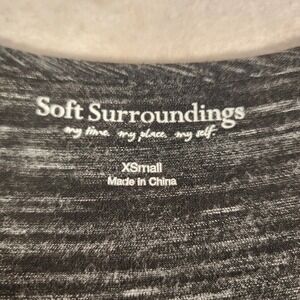 Soft Surroundings
my time. my place. my self.
XSmall
Made in China